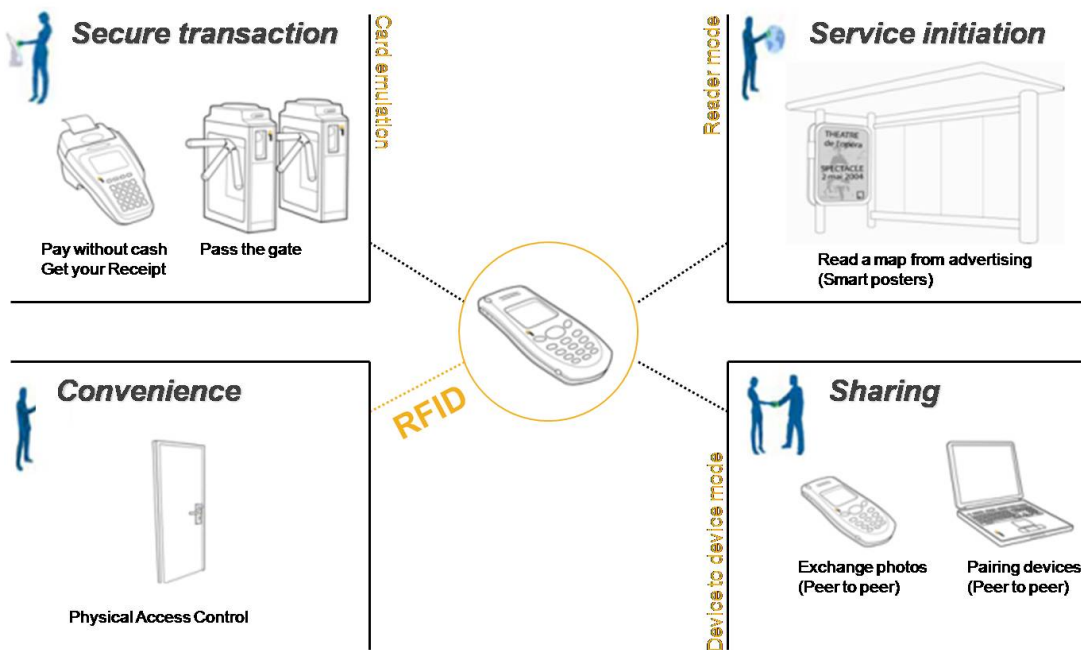 Secure transaction
Card emulation
Pay without cash
Get your Receipt
Pass the gate
Reader mode
Service initiation
THEATRE
de l'opéra
SPECTACLE
2 mai 2004
Read a map from advertising
(Smart posters)
Convenience
RFID
Physical Access Control
Device to device mode
Sharing
Exchange photos
(Peer to peer)
Pairing devices
(Peer to peer)